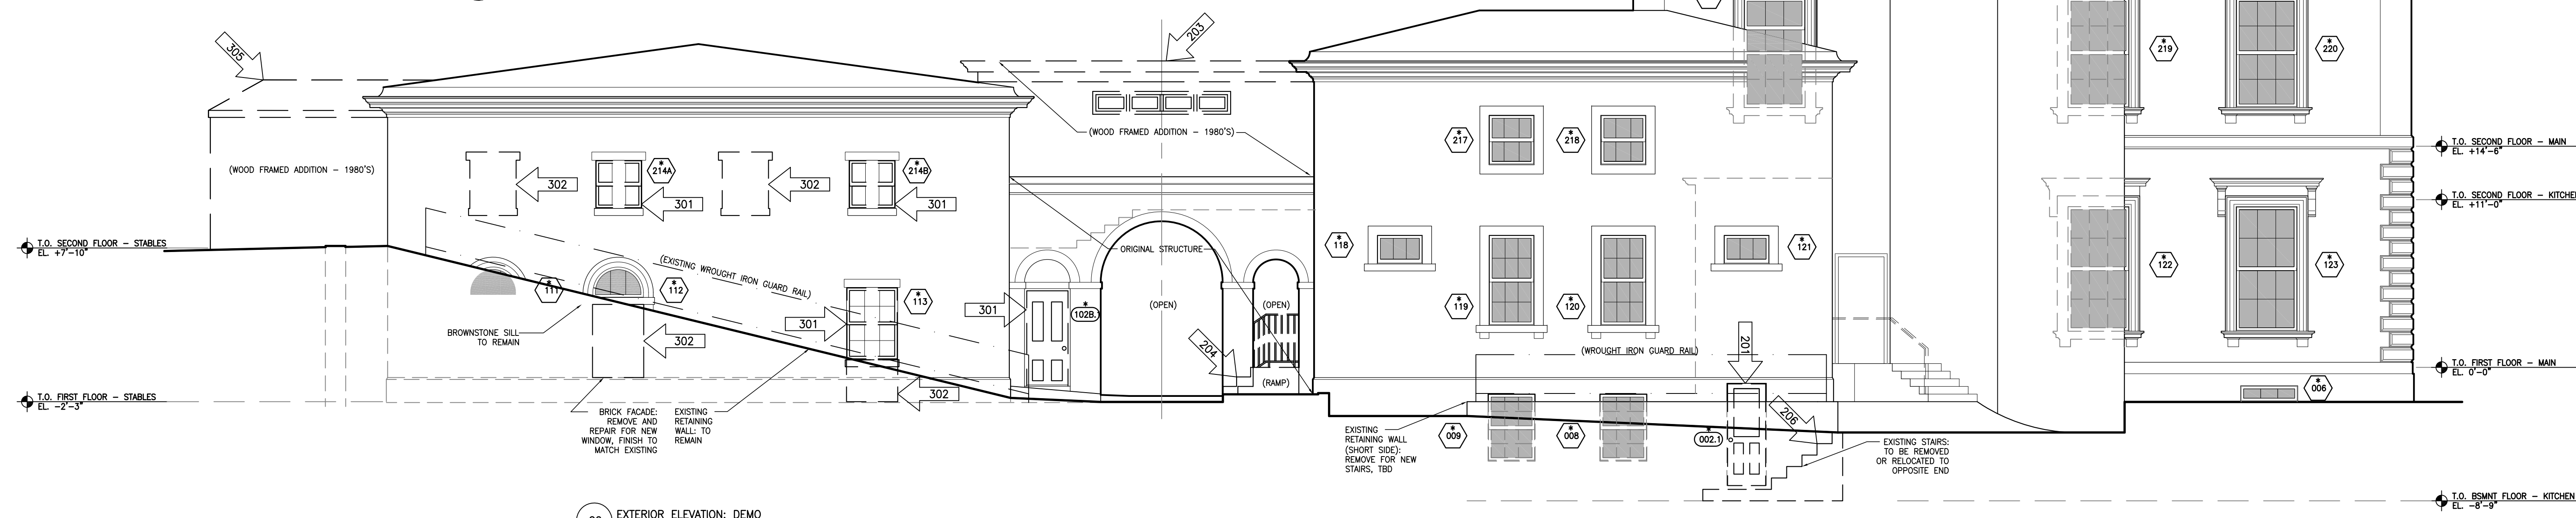 305
203
(WOOD FRAMED ADDITION - 1980'S)
(WOOD FRAMED ADDITION - 1980'S)
302
* 214A
301
302
* 214B
301
* 217
* 218
* 219
* 220
T.O. SECOND FLOOR - MAIN
EL. +14'-6"
T.O. SECOND FLOOR - KITCHEN
EL. +11'-0"
T.O. SECOND FLOOR - STABLES
EL. +7'-10"
(EXISTING WROUGHT IRON GUARD RAIL)
ORIGINAL STRUCTURE
* 118
* 121
* 122
* 123
* 111
* 112
* 113
301
301
* 102B.
(OPEN)
(OPEN)
* 119
* 120
BROWNSTONE SILL
TO REMAIN
302
204
(RAMP)
(WROUGHT IRON GUARD RAIL)
201
T.O. FIRST FLOOR - MAIN
EL. 0'-0"
* 006
302
T.O. FIRST FLOOR - STABLES
EL. -2'-3"
BRICK FACADE:
REMOVE AND
REPAIR FOR NEW
WINDOW, FINISH TO
MATCH EXISTING
EXISTING
RETAINING
WALL: TO
REMAIN
EXISTING
RETAINING WALL
(SHORT SIDE):
REMOVE FOR NEW
STAIRS, TBD
* 009
* 008
* 002.1
206
EXISTING STAIRS:
TO BE REMOVED
OR RELOCATED TO
OPPOSITE END
T.O. BSMNT FLOOR - KITCHEN
EL. -8'-9"
EXTERIOR ELEVATION: DEMO